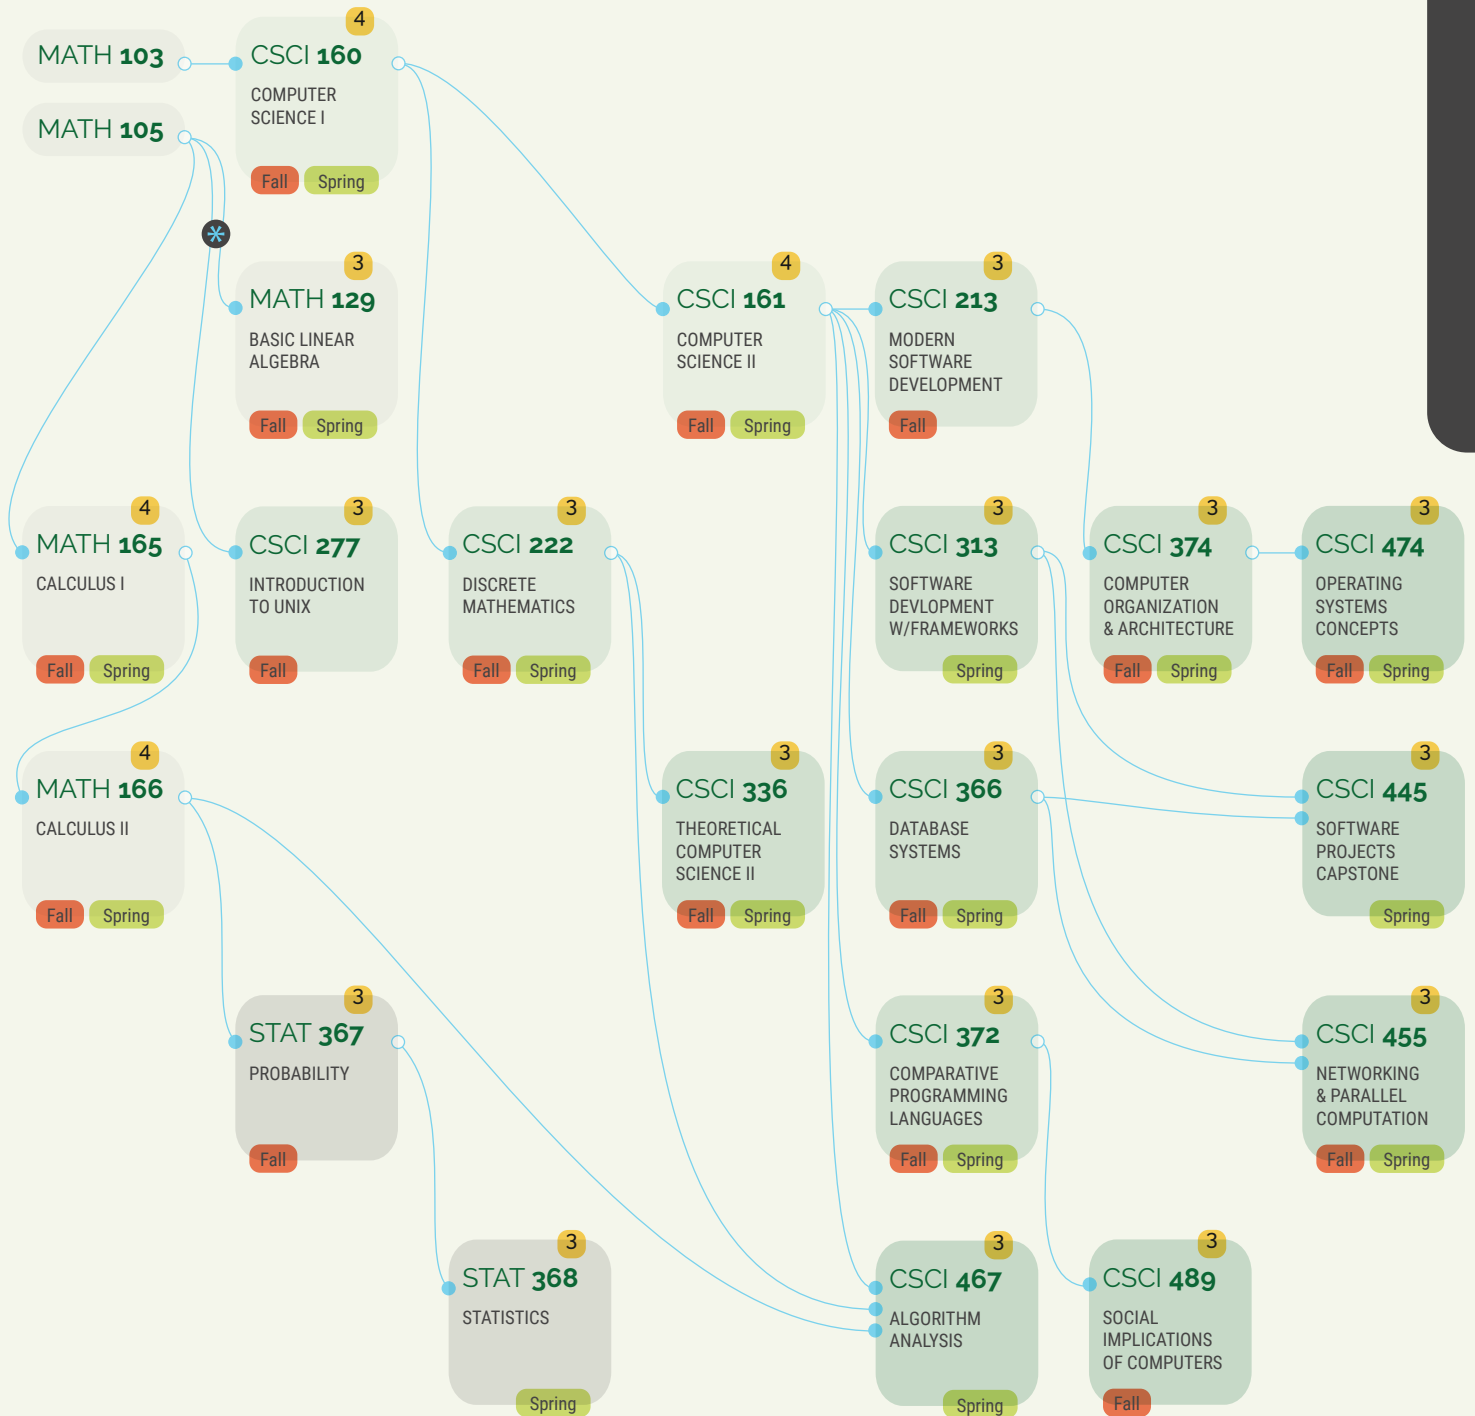 MATH 103
MATH 105
4
CSCI 160
COMPUTER
SCIENCE I
Fall Spring
*
3
MATH 129
BASIC LINEAR
ALGEBRA
Fall Spring
4
CSCI 161
COMPUTER
SCIENCE II
Fall Spring
3
CSCI 213
MODERN
SOFTWARE
DEVELOPMENT
Fall
4
MATH 165
CALCULUS I
Fall Spring
3
CSCI 277
INTRODUCTION
TO UNIX
Fall
3
CSCI 222
DISCRETE
MATHEMATICS
Fall Spring
3
CSCI 313
SOFTWARE
DEVLOPMENT
W/FRAMEWORKS
Spring
3
CSCI 374
COMPUTER
ORGANIZATION
& ARCHITECTURE
Fall Spring
3
CSCI 474
OPERATING
SYSTEMS
CONCEPTS
Fall Spring
4
MATH 166
CALCULUS II
Fall Spring
3
CSCI 336
THEORETICAL
COMPUTER
SCIENCE II
Fall Spring
3
CSCI 366
DATABASE
SYSTEMS
Fall Spring
3
CSCI 445
SOFTWARE
PROJECTS
CAPSTONE
Spring
3
STAT 367
PROBABILITY
Fall
3
CSCI 372
COMPARATIVE
PROGRAMMING
LANGUAGES
Fall Spring
3
CSCI 455
NETWORKING
& PARALLEL
COMPUTATION
Fall Spring
3
STAT 368
STATISTICS
Spring
3
CSCI 467
ALGORITHM
ANALYSIS
Spring
3
CSCI 489
SOCIAL
IMPLICATIONS
OF COMPUTERS
Fall